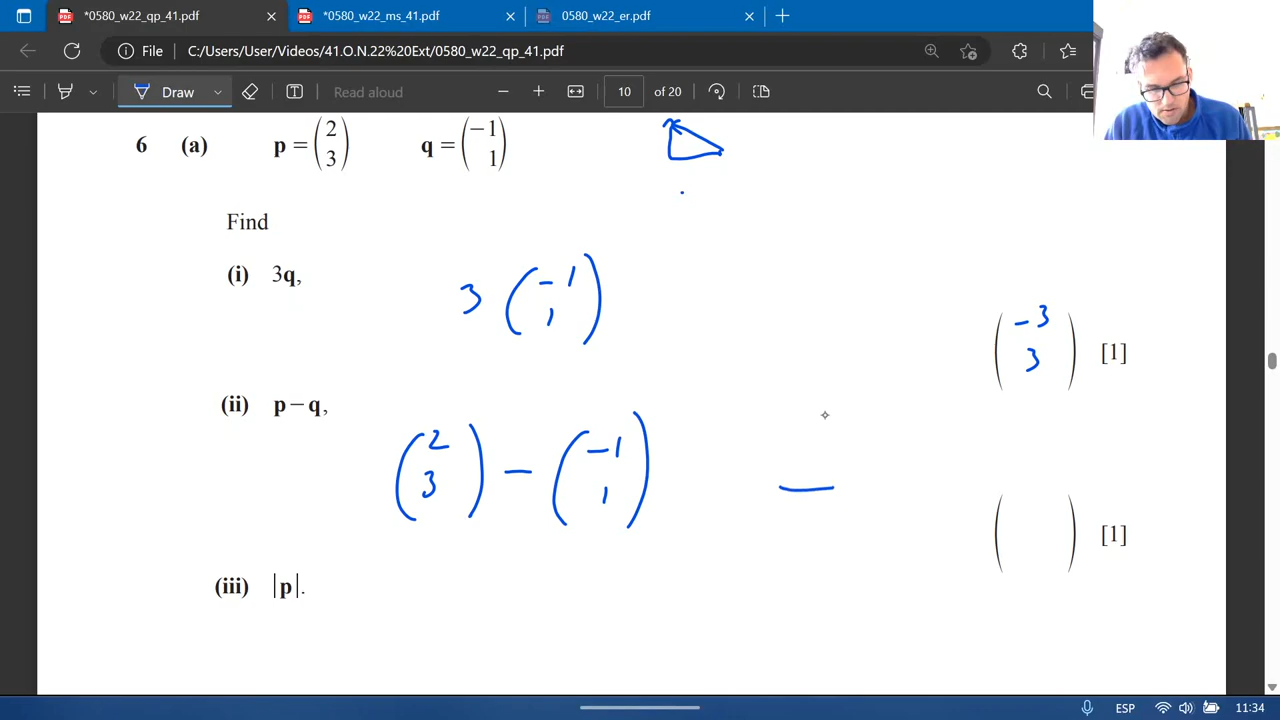 *0580_w22_qp_41.pdf
*0580_w22_ms_41.pdf
0580_w22_er.pdf
File
C:/Users/User/Videos/41.O.N.22%20Ext/0580_w22_qp_41.pdf
Draw
Read aloud
10 of 20
6 (a) p = (2 3) q = (−1 1)
Find
(i) 3q,
3 (−1 1)
(−3 3) [1]
(ii) p − q,
(2 3) − (−1 1)
( ) [1]
(iii) |p|.
ESP
11:34